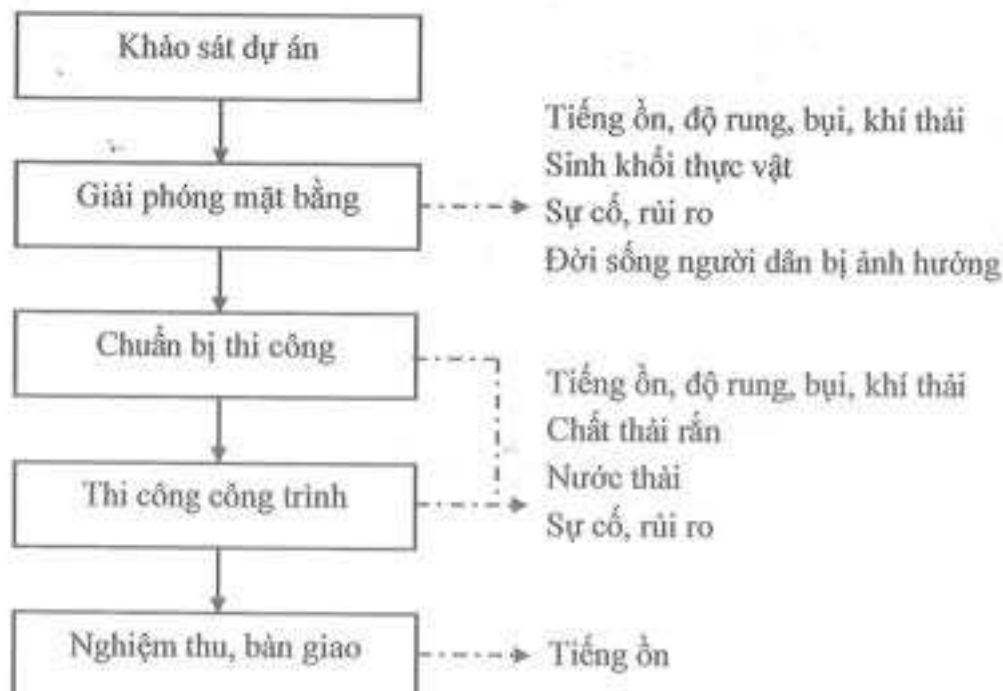 Khảo sát dự án
Giải phóng mặt bằng
Tiếng ồn, độ rung, bụi, khí thải
Sinh khối thực vật
Sự cố, rủi ro
Đời sống người dân bị ảnh hưởng
Chuẩn bị thi công
Thi công công trình
Tiếng ồn, độ rung, bụi, khí thải
Chất thải rắn
Nước thải
Sự cố, rủi ro
Nghiệm thu, bàn giao
Tiếng ồn